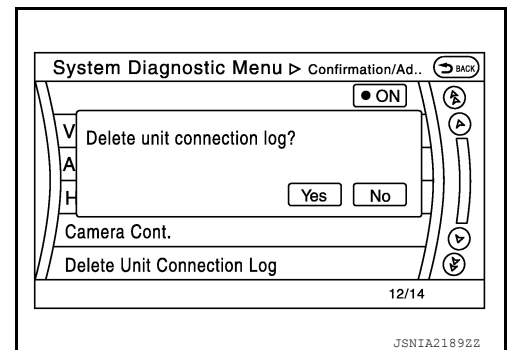 System Diagnostic Menu ▷ Confirmation/Ad.. BACK
● ON
V
Delete unit connection log?
A
H
Yes No
Camera Cont.
Delete Unit Connection Log
12/14
JSNIA2189ZZ